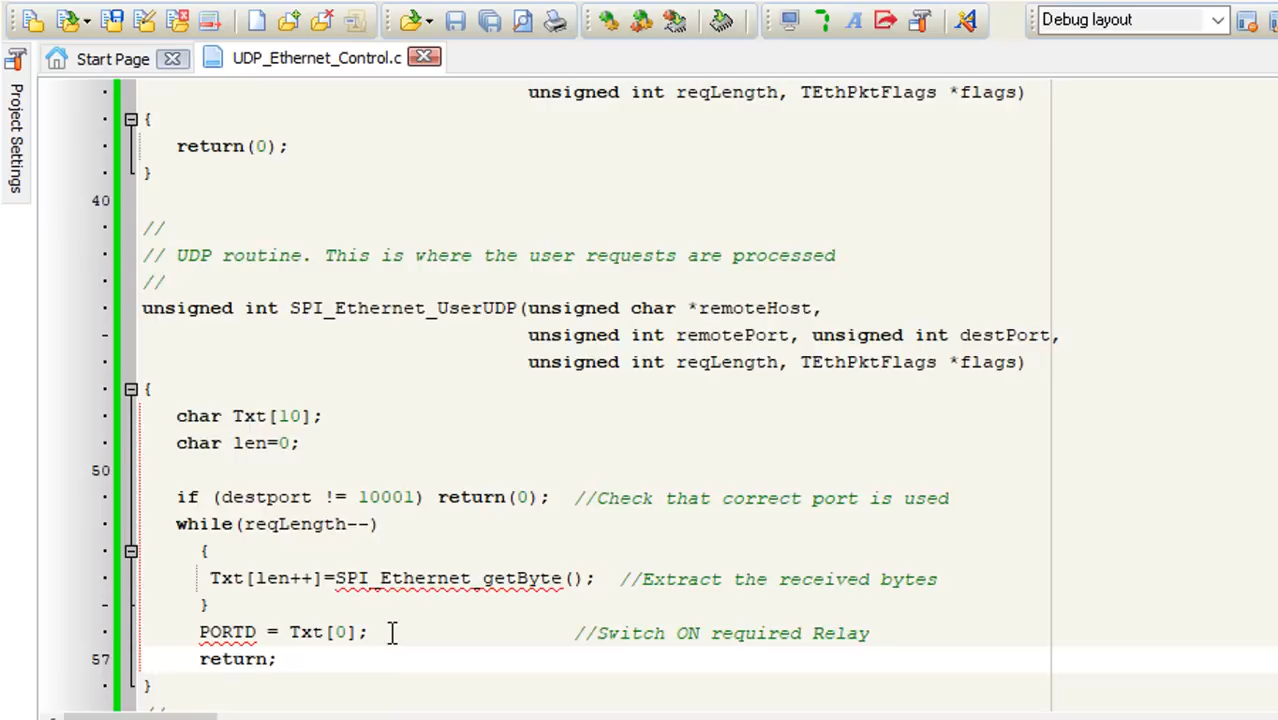 Debug layout
Start Page
UDP_Ethernet_Control.c
Project Settings
unsigned int reqLength, TEthPktFlags *flags)
{
return(0);
}
40
//
// UDP routine. This is where the user requests are processed
//
unsigned int SPI_Ethernet_UserUDP(unsigned char *remoteHost,
unsigned int remotePort, unsigned int destPort,
unsigned int reqLength, TEthPktFlags *flags)
{
char Txt[10];
char len=0;
50
if (destport != 10001) return(0); //Check that correct port is used
while(reqLength--)
{
Txt[len++]=SPI_Ethernet_getByte(); //Extract the received bytes
}
PORTD = Txt[0]; //Switch ON required Relay
57 return;
}
//